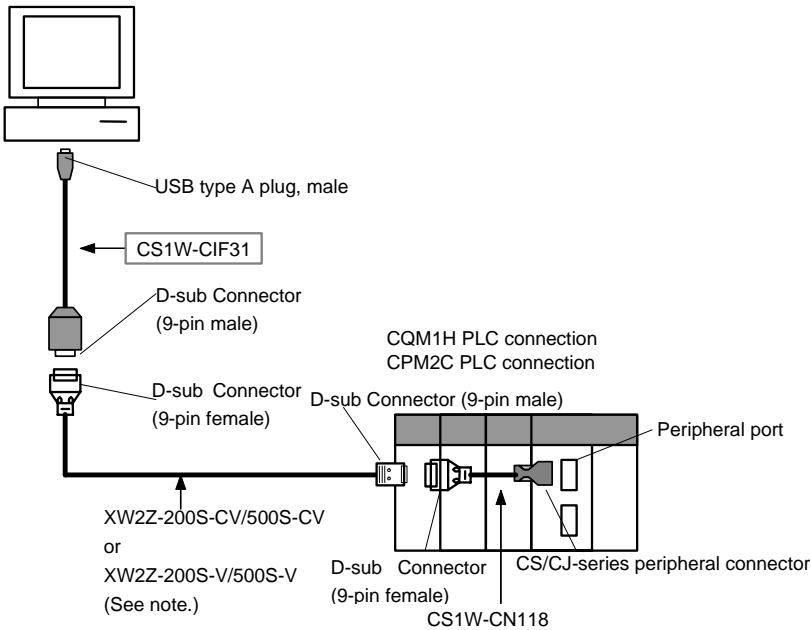 USB type A plug, male
CS1W-CIF31
D-sub Connector
(9-pin male)
CQM1H PLC connection
CPM2C PLC connection
D-sub Connector
(9-pin female)
D-sub Connector (9-pin male)
Peripheral port
XW2Z-200S-CV/500S-CV
or
XW2Z-200S-V/500S-V
(See note.)
D-sub Connector
(9-pin female)
CS/CJ-series peripheral connector
CS1W-CN118